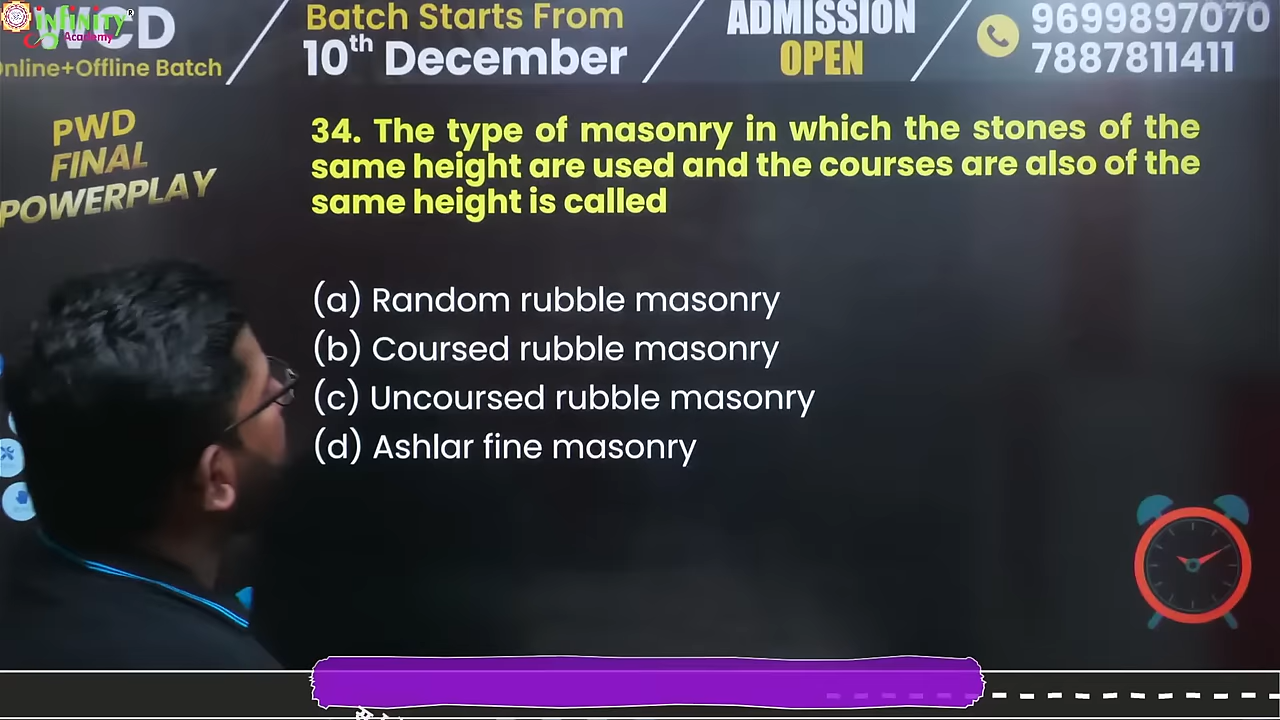 infinity
Academy
CD
Online+Offline Batch
Batch Starts From
10th December
ADMISSION
OPEN
9699897070
7887811411
PWD
FINAL
POWERPLAY
34. The type of masonry in which the stones of the
same height are used and the courses are also of the
same height is called
(a) Random rubble masonry
(b) Coursed rubble masonry
(c) Uncoursed rubble masonry
(d) Ashlar fine masonry